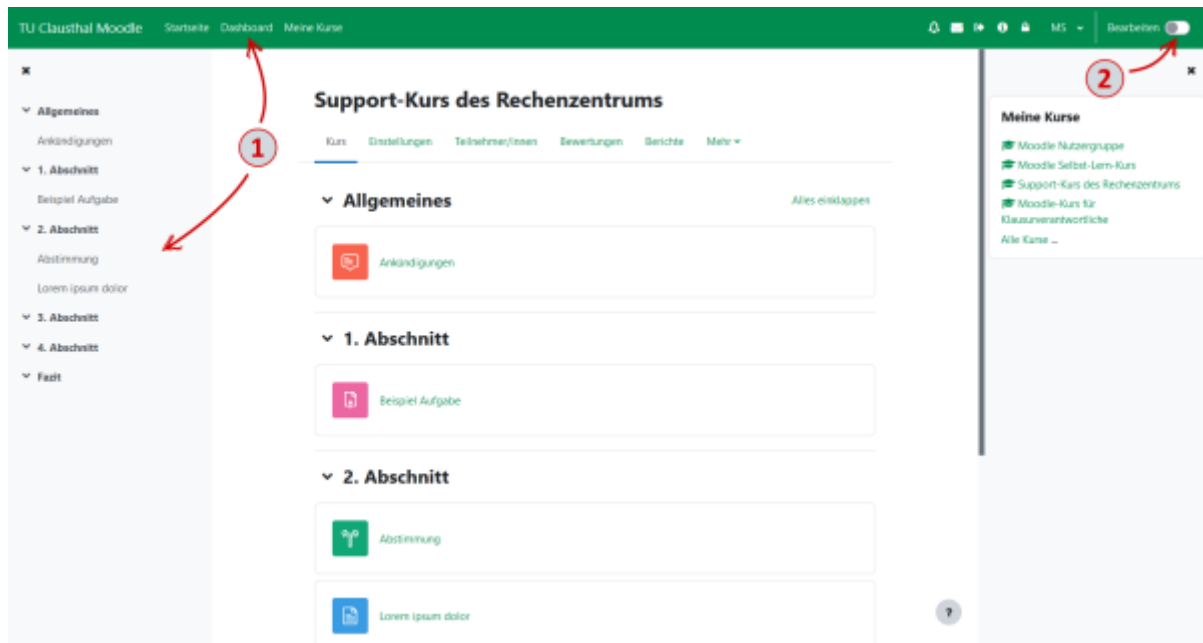 TU Clausthal Moodle Startseite Dashboard Meine Kurse MS Bearbeiten
1
2
Allgemeines
Ankündigungen
1. Abschnitt
Beispiel Aufgabe
2. Abschnitt
Abstimmung
Lorem ipsum dolor
3. Abschnitt
4. Abschnitt
Fazit
Support-Kurs des Rechenzentrums
Kurs Einstellungen Teilnehmer/innen Bewertungen Berichte Mehr
Allgemeines Alles einklappen
Ankündigungen
1. Abschnitt
Beispiel Aufgabe
2. Abschnitt
Abstimmung
Lorem ipsum dolor
?
Meine Kurse
Moodle Nutzergruppe
Moodle Selbst-Lern-Kurs
Support-Kurs des Rechenzentrums
Moodle-Kurs für
Klausurverantwortliche
Alle Kurse ...